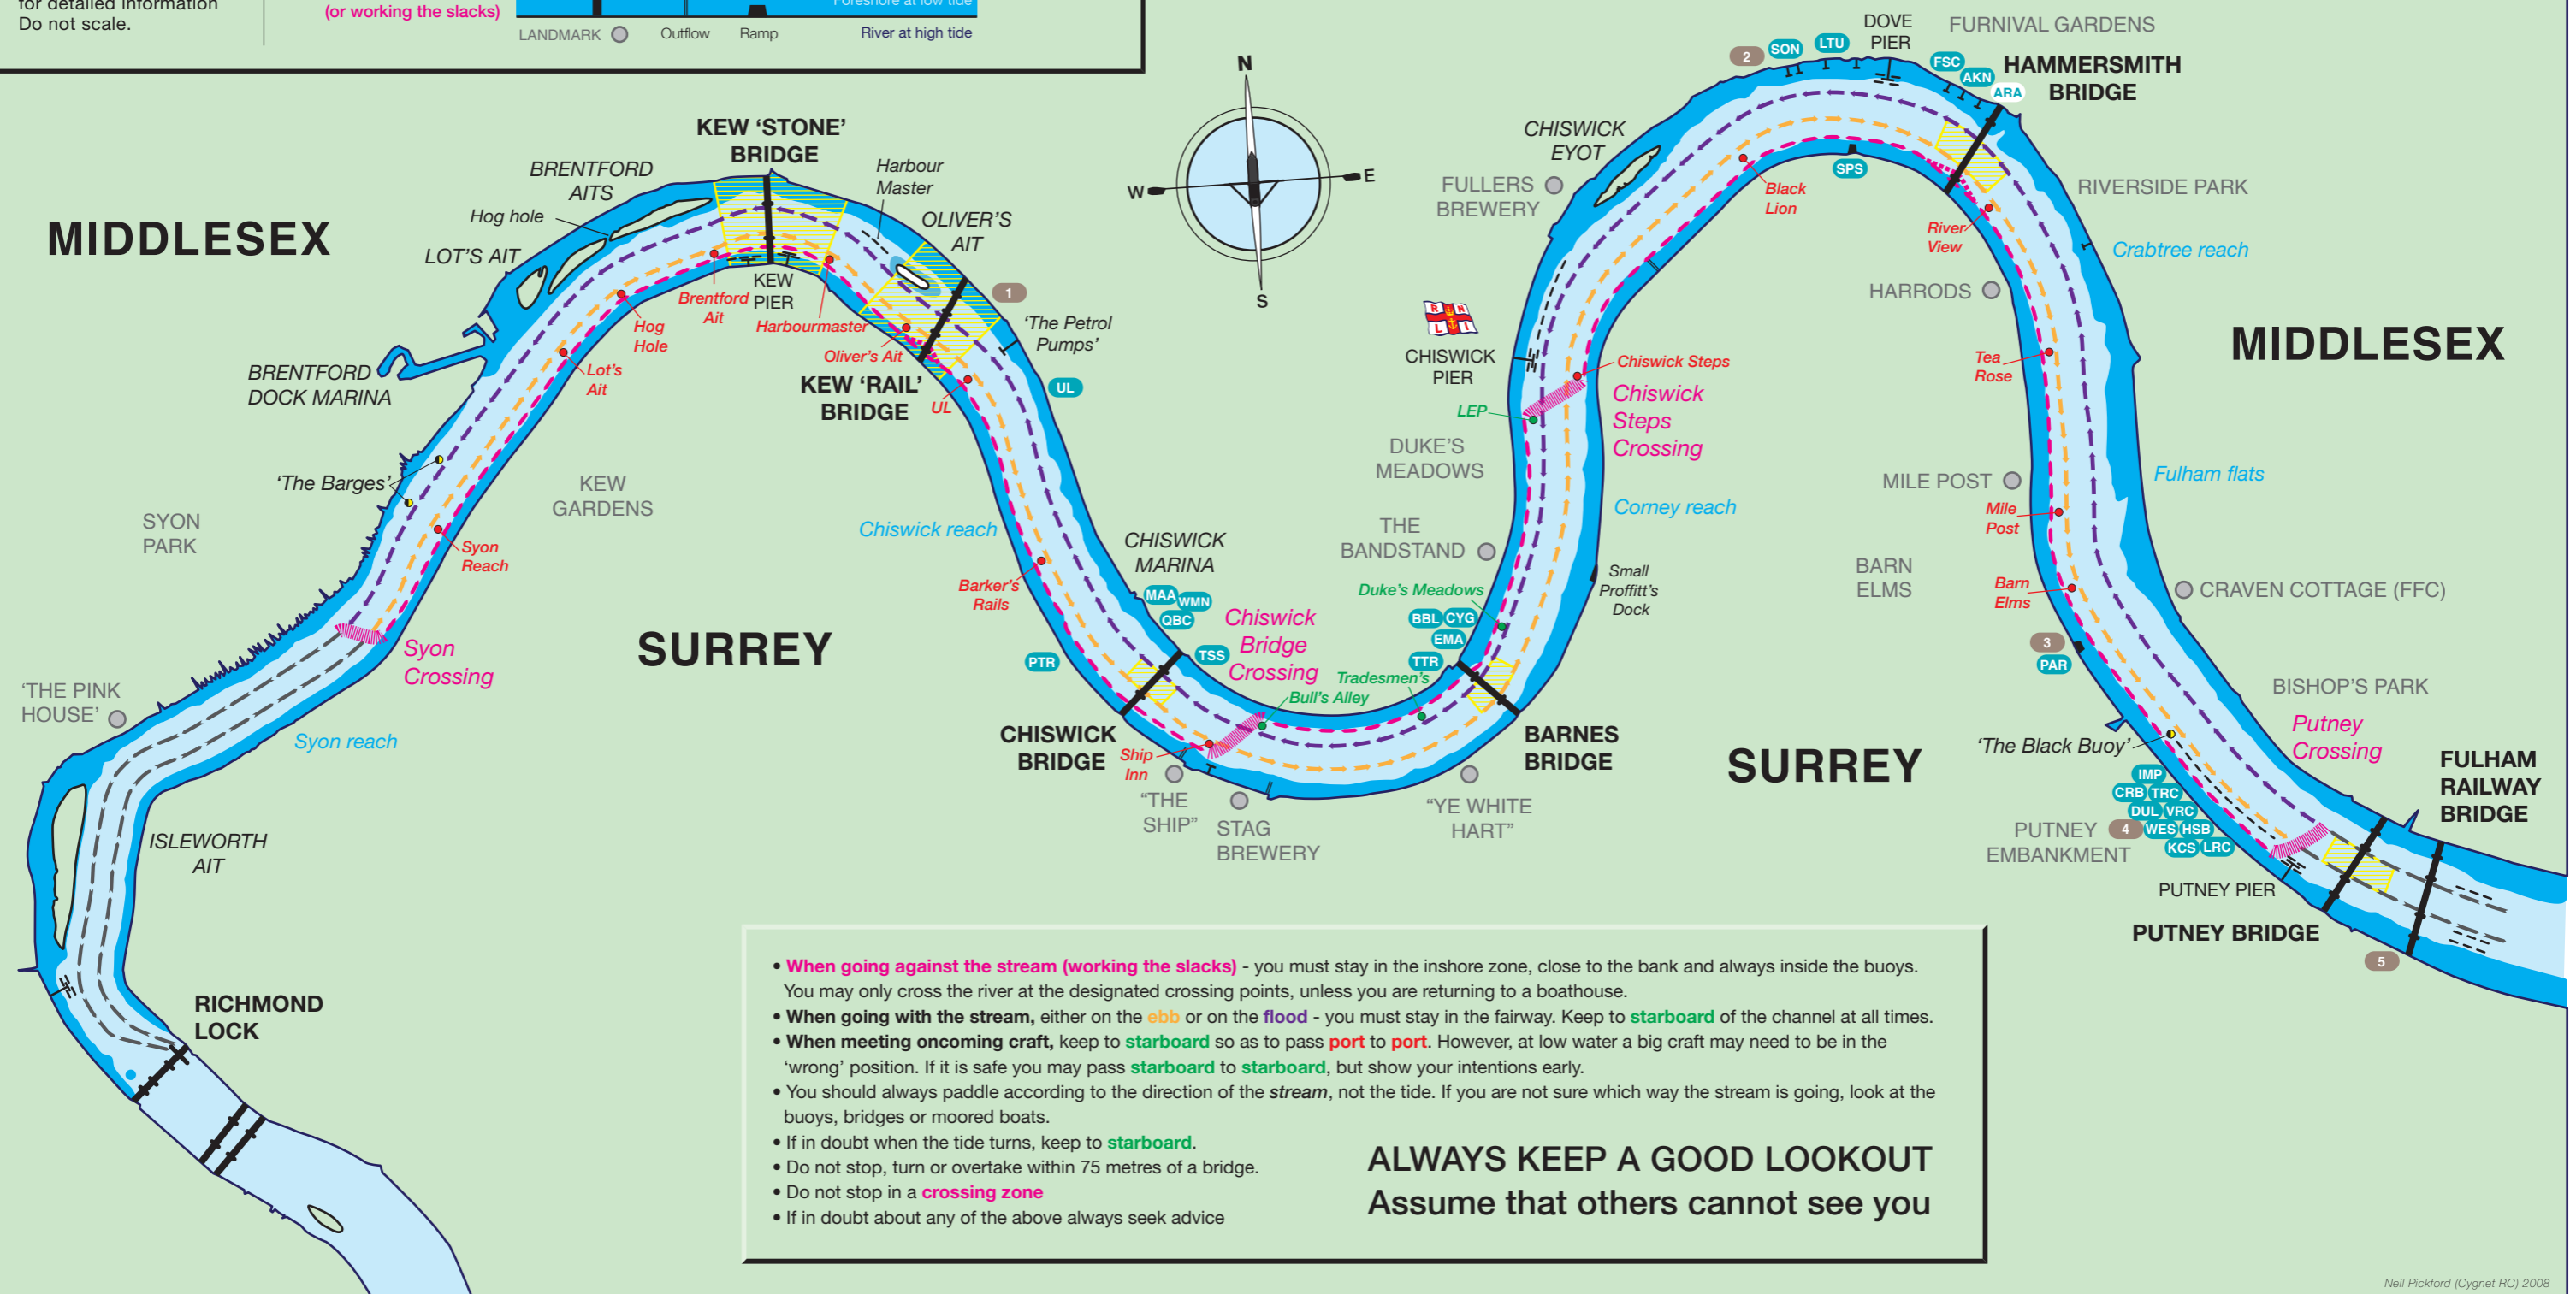 for detailed information
Do not scale.
(or working the slacks)
Foreshore at low tide
LANDMARK
Outflow
Ramp
River at high tide
N
W
E
S
MIDDLESEX
BRENTFORD
AITS
Hog hole
LOT'S AIT
KEW ‘STONE’
BRIDGE
Harbour
Master
OLIVER'S
AIT
1
‘The Petrol
Pumps’
UL
KEW
PIER
Brentford
Ait
Harbourmaster
Oliver's Ait
Hog
Hole
Lot's
Ait
KEW ‘RAIL’
BRIDGE
UL
BRENTFORD
DOCK MARINA
‘The Barges’
SYON
PARK
KEW
GARDENS
Syon
Reach
Syon
Crossing
‘THE PINK
HOUSE’
Syon reach
ISLEWORTH
AIT
RICHMOND
LOCK
SURREY
Chiswick reach
Barker's
Rails
PTR
CHISWICK
MARINA
MAA
WMN
QBC
TSS
Chiswick
Bridge
Crossing
CHISWICK
BRIDGE
Ship
Inn
“THE
SHIP”
STAG
BREWERY
Bull's Alley
Tradesmen's
TTR
EMA
BBL
CYG
Duke's Meadows
“YE WHITE
HART”
BARNES
BRIDGE
THE
BANDSTAND
DUKE'S
MEADOWS
Small
Proffitt's
Dock
Corney reach
LEP
Chiswick Steps
Chiswick
Steps
Crossing
RNLI
CHISWICK
PIER
FULLERS
BREWERY
CHISWICK
EYOT
2
SON
LTU
DOVE
PIER
FURNIVAL GARDENS
FSC
AKN
ARA
HAMMERSMITH
BRIDGE
Black
Lion
SPS
River
View
RIVERSIDE PARK
Crabtree reach
HARRODS
MIDDLESEX
Tea
Rose
MILE POST
Mile
Post
Fulham flats
BARN
ELMS
Barn
Elms
CRAVEN COTTAGE (FFC)
3
PAR
BISHOP'S PARK
SURREY
‘The Black Buoy’
Putney
Crossing
IMP
CRB
TRC
DUL
VRC
4
WES
HSB
KCS
LRC
PUTNEY
EMBANKMENT
PUTNEY PIER
PUTNEY BRIDGE
FULHAM
RAILWAY
BRIDGE
5
• When going against the stream (working the slacks) - you must stay in the inshore zone, close to the bank and always inside the buoys.
You may only cross the river at the designated crossing points, unless you are returning to a boathouse.
• When going with the stream, either on the ebb or on the flood - you must stay in the fairway. Keep to starboard of the channel at all times.
• When meeting oncoming craft, keep to starboard so as to pass port to port. However, at low water a big craft may need to be in the
‘wrong’ position. If it is safe you may pass starboard to starboard, but show your intentions early.
• You should always paddle according to the direction of the stream, not the tide. If you are not sure which way the stream is going, look at the
buoys, bridges or moored boats.
• If in doubt when the tide turns, keep to starboard.
• Do not stop, turn or overtake within 75 metres of a bridge.
• Do not stop in a crossing zone
• If in doubt about any of the above always seek advice
ALWAYS KEEP A GOOD LOOKOUT
Assume that others cannot see you
Neil Pickford (Cygnet RC) 2008